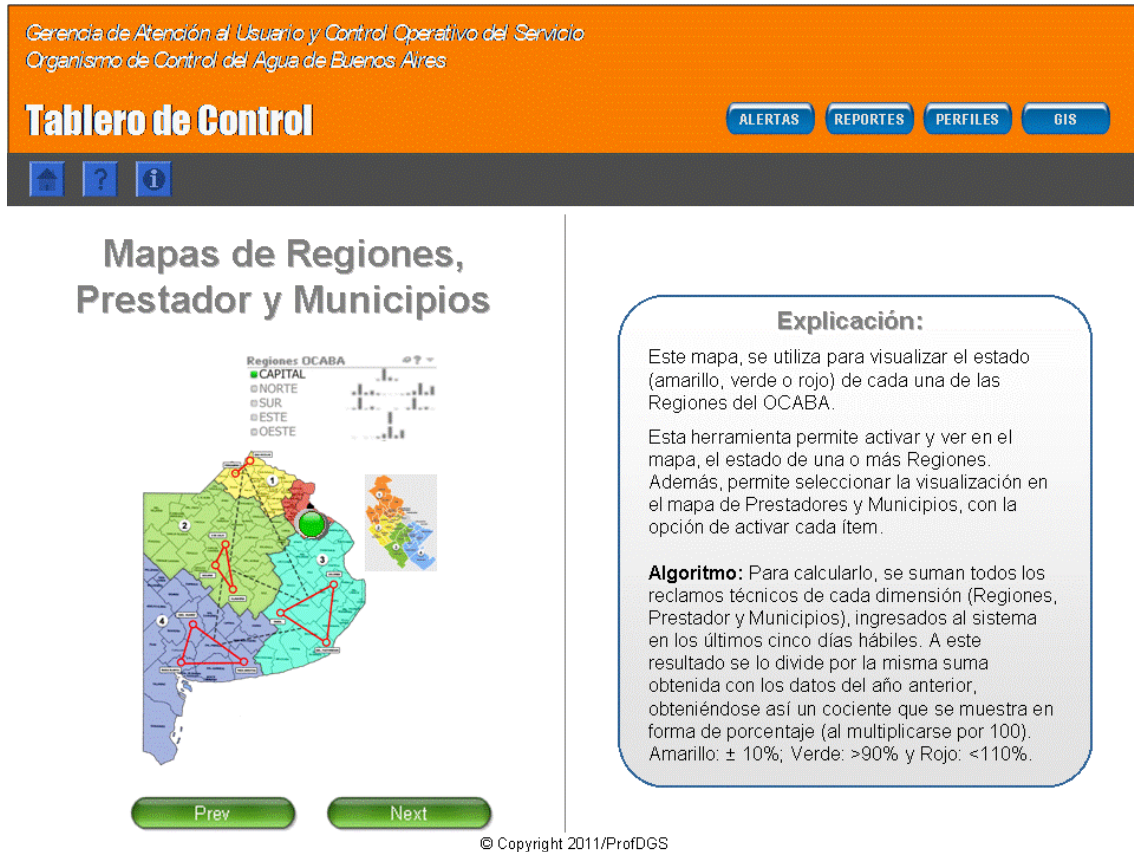 Gerencia de Atención al Usuario y Control Operativo del Servicio
Organismo de Control del Agua de Buenos Aires
Tablero de Control
ALERTAS
REPORTES
PERFILES
GIS
?
i
Mapas de Regiones,
Prestador y Municipios
Regiones OCABA
CAPITAL
NORTE
SUR
ESTE
OESTE
1
2
3
4
Prev
Next
Explicación:
Este mapa, se utiliza para visualizar el estado
(amarillo, verde o rojo) de cada una de las
Regiones del OCABA.
Esta herramienta permite activar y ver en el
mapa, el estado de una o más Regiones.
Además, permite seleccionar la visualización en
el mapa de Prestadores y Municipios, con la
opción de activar cada ítem.
Algoritmo: Para calcularlo, se suman todos los
reclamos técnicos de cada dimensión (Regiones,
Prestador y Municipios), ingresados al sistema
en los últimos cinco días hábiles. A este
resultado se lo divide por la misma suma
obtenida con los datos del año anterior,
obteniéndose así un cociente que se muestra en
forma de porcentaje (al multiplicarse por 100).
Amarillo: ± 10%; Verde: >90% y Rojo: <110%.
© Copyright 2011/ProfDGS